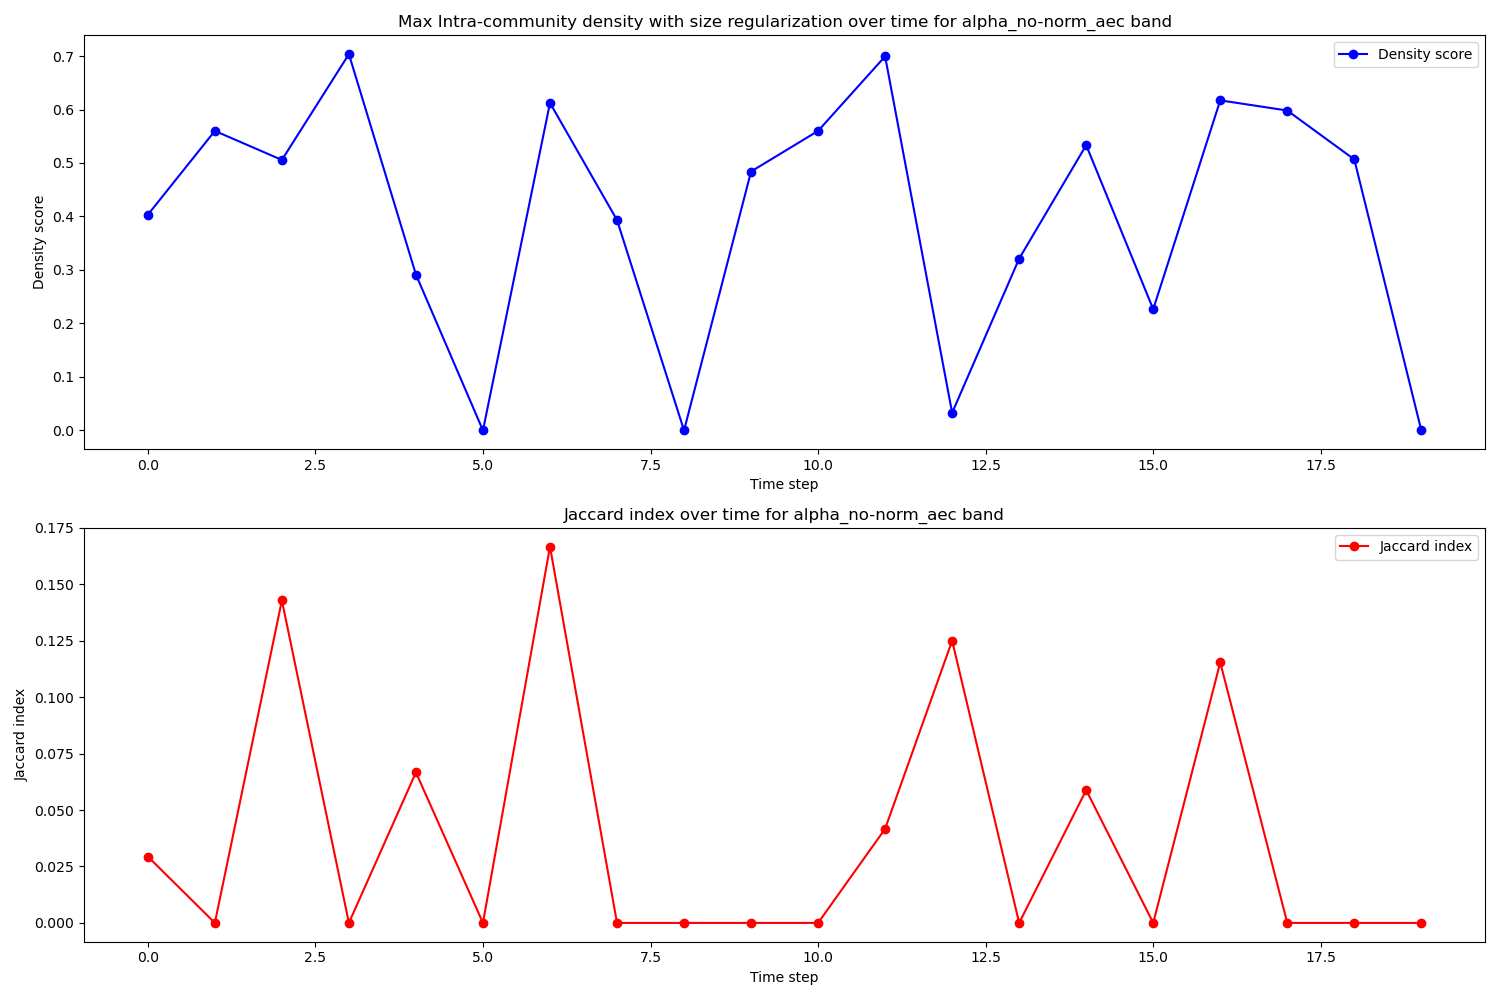 Max Intra-community density with size regularization over time for alpha_no-norm_aec band
Density score
0.7
0.6
0.5
0.4
0.3
0.2
0.1
0.0
Density score
0.0 2.5 5.0 7.5 10.0 12.5 15.0 17.5
Time step
Jaccard index over time for alpha_no-norm_aec band
Jaccard index
0.175
0.150
0.125
0.100
0.075
0.050
0.025
0.000
Jaccard index
0.0 2.5 5.0 7.5 10.0 12.5 15.0 17.5
Time step